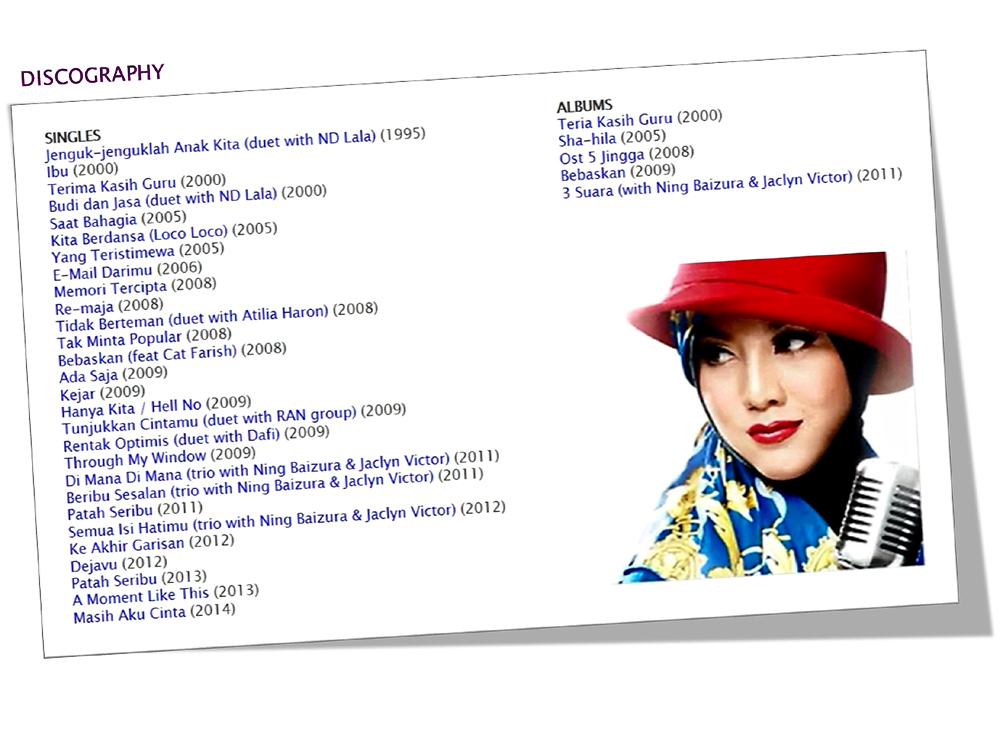 DISCOGRAPHY
SINGLES
Jenguk-jenguklah Anak Kita (duet with ND Lala) (1995)
Ibu (2000)
Terima Kasih Guru (2000)
Budi dan Jasa (duet with ND Lala) (2000)
Saat Bahagia (2005)
Kita Berdansa (Loco Loco) (2005)
Yang Teristimewa (2005)
E-Mail Darimu (2006)
Memori Tercipta (2008)
Re-maja (2008)
Tidak Berteman (duet with Atilia Haron) (2008)
Tak Minta Popular (2008)
Bebaskan (feat Cat Farish) (2008)
Ada Saja (2009)
Kejar (2009)
Hanya Kita / Hell No (2009)
Tunjukkan Cintamu (duet with RAN group) (2009)
Rentak Optimis (duet with Dafi) (2009)
Through My Window (2009)
Di Mana Di Mana (trio with Ning Baizura & Jaclyn Victor) (2011)
Beribu Sesalan (trio with Ning Baizura & Jaclyn Victor) (2011)
Patah Seribu (2011)
Semua Isi Hatimu (trio with Ning Baizura & Jaclyn Victor) (2012)
Ke Akhir Garisan (2012)
Dejavu (2012)
Patah Seribu (2013)
A Moment Like This (2013)
Masih Aku Cinta (2014)
ALBUMS
Teria Kasih Guru (2000)
Sha-hila (2005)
Ost 5 Jingga (2008)
Bebaskan (2009)
3 Suara (with Ning Baizura & Jaclyn Victor) (2011)